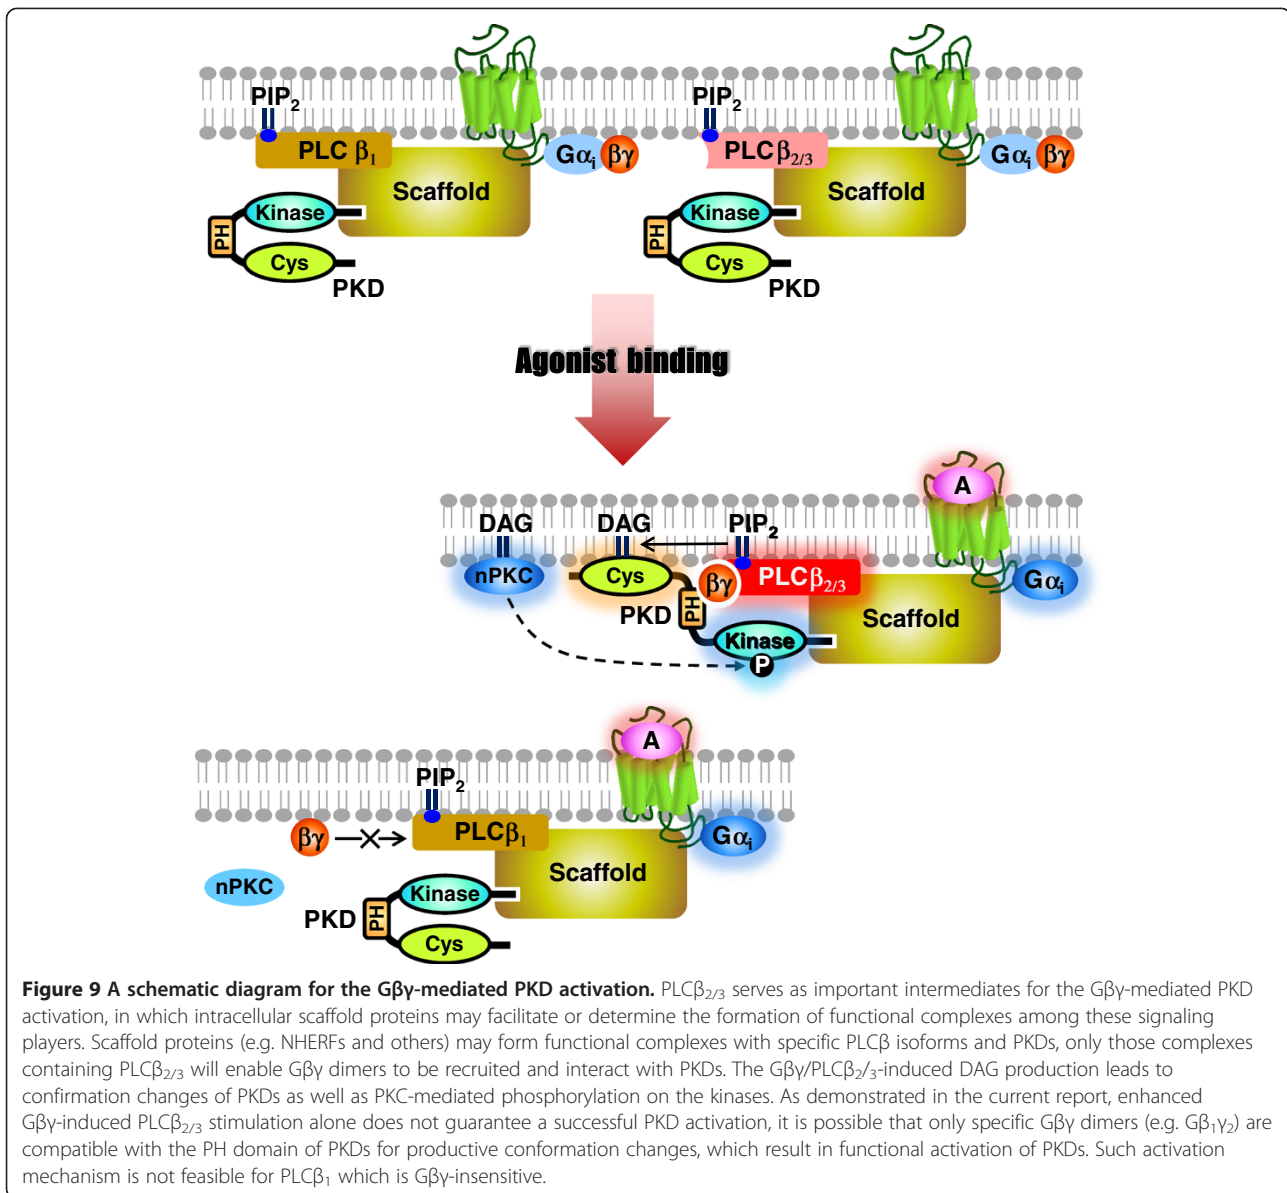 PIP₂
PLC β₁
Scaffold
Gαᵢ
βγ
Kinase
PH
Cys
PKD
PIP₂
PLCβ₂/₃
Scaffold
Gαᵢ
βγ
Kinase
PH
Cys
PKD
Agonist binding
A
DAG
DAG
PIP₂
nPKC
Cys
βγ
PLCβ₂/₃
Gαᵢ
PKD
PH
Scaffold
Kinase
P
A
PIP₂
βγ
PLCβ₁
Gαᵢ
Scaffold
nPKC
Kinase
PKD
PH
Cys
Figure 9 A schematic diagram for the Gβγ-mediated PKD activation. PLCβ₂/₃ serves as important intermediates for the Gβγ-mediated PKD
activation, in which intracellular scaffold proteins may facilitate or determine the formation of functional complexes among these signaling
players. Scaffold proteins (e.g. NHERFs and others) may form functional complexes with specific PLCβ isoforms and PKDs, only those complexes
containing PLCβ₂/₃ will enable Gβγ dimers to be recruited and interact with PKDs. The Gβγ/PLCβ₂/₃-induced DAG production leads to
confirmation changes of PKDs as well as PKC-mediated phosphorylation on the kinases. As demonstrated in the current report, enhanced
Gβγ-induced PLCβ₂/₃ stimulation alone does not guarantee a successful PKD activation, it is possible that only specific Gβγ dimers (e.g. Gβ₁γ₂) are
compatible with the PH domain of PKDs for productive conformation changes, which result in functional activation of PKDs. Such activation
mechanism is not feasible for PLCβ₁ which is Gβγ-insensitive.